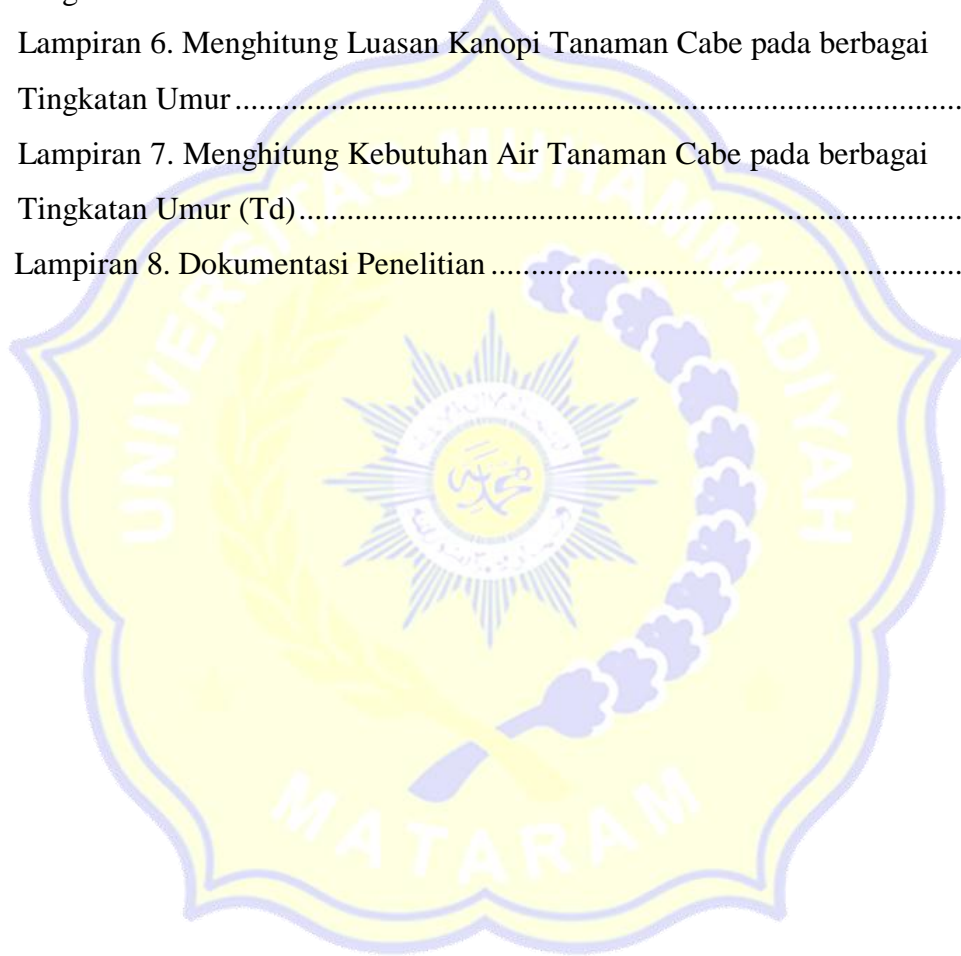 Lampiran 6. Menghitung Luasan Kanopi Tanaman Cabe pada berbagai
Tingkatan Umur ..........................................................................................
Lampiran 7. Menghitung Kebutuhan Air Tanaman Cabe pada berbagai
Tingkatan Umur (Td) ..................................................................................
Lampiran 8. Dokumentasi Penelitian ...........................................................
UNIVERSITAS MUHAMMADIYAH
MATARAM